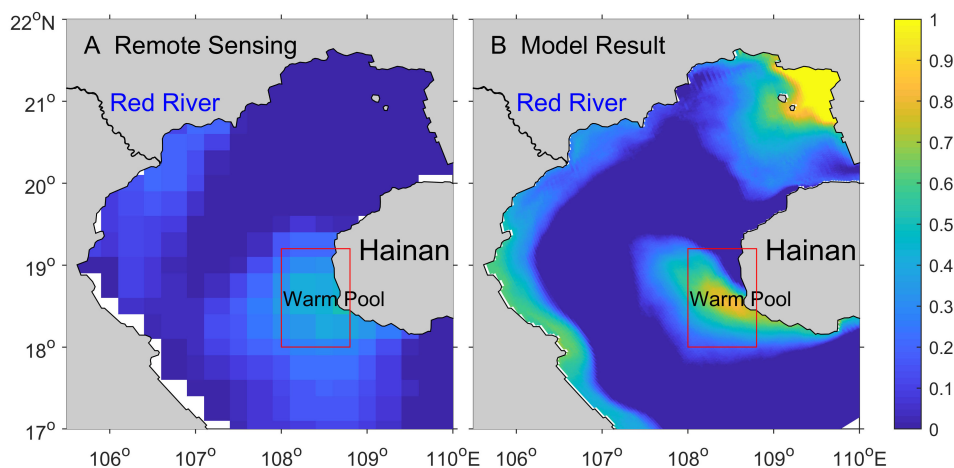 22°N
21°
20°
19°
18°
17°
A Remote Sensing
Red River
Hainan
Warm Pool
106°
107°
108°
109°
110°E
B Model Result
Red River
Hainan
Warm Pool
106°
107°
108°
109°
110°E
1
0.9
0.8
0.7
0.6
0.5
0.4
0.3
0.2
0.1
0